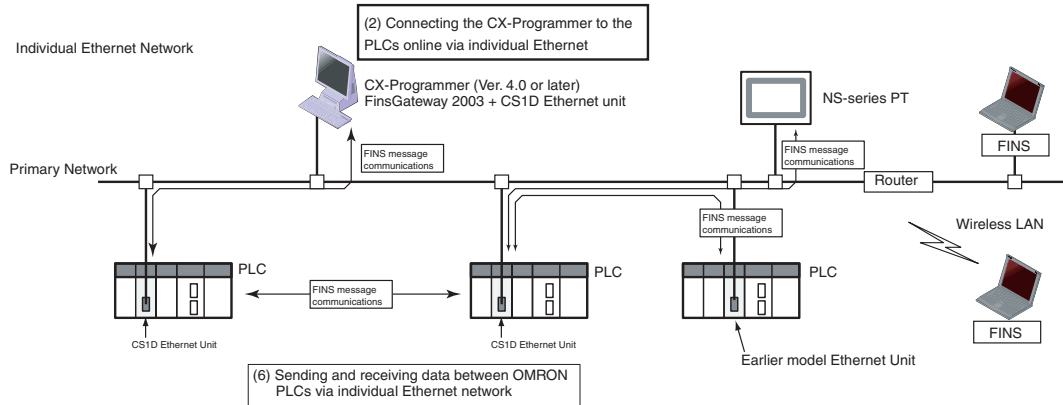 (2) Connecting the CX-Programmer to the
PLCs online via individual Ethernet
Individual Ethernet Network
CX-Programmer (Ver. 4.0 or later)
FinsGateway 2003 + CS1D Ethernet unit
NS-series PT
FINS message
communications
FINS message
communications
FINS
Primary Network
Router
FINS message
communications
Wireless LAN
PLC
PLC
PLC
FINS message
communications
FINS
CS1D Ethernet Unit
CS1D Ethernet Unit
Earlier model Ethernet Unit
(6) Sending and receiving data between OMRON
PLCs via individual Ethernet network